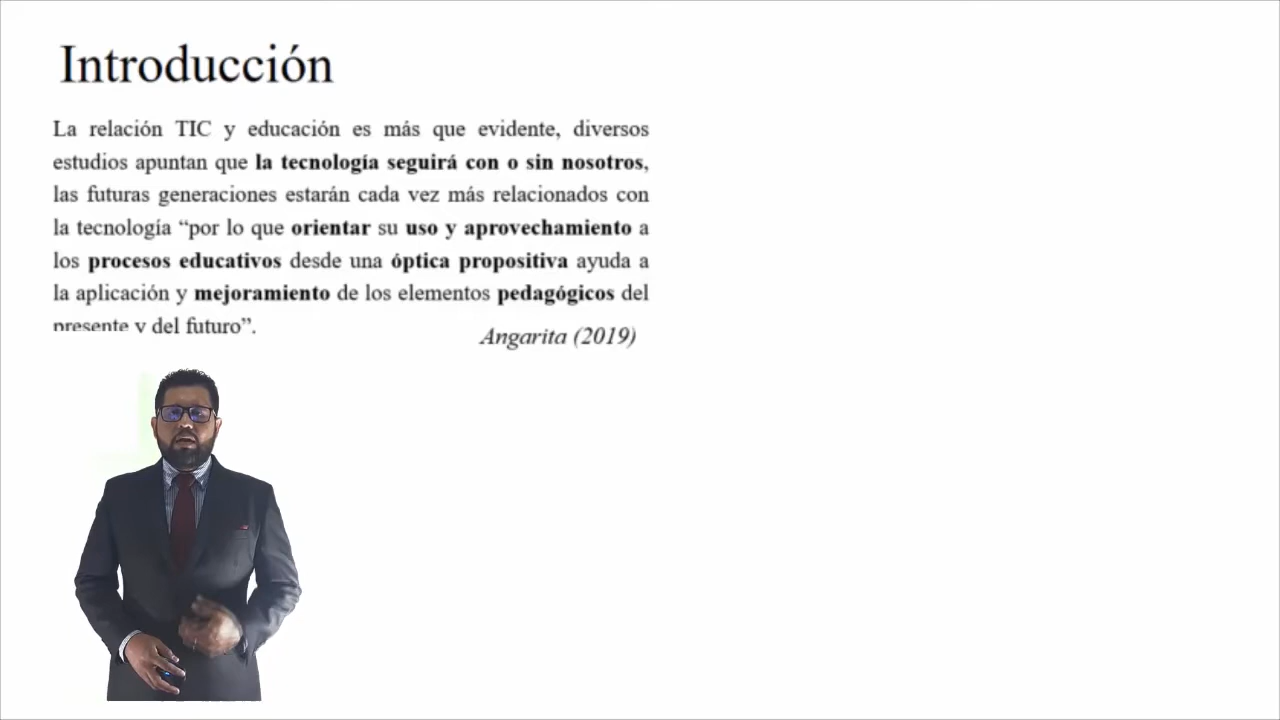 Introducción
La relación TIC y educación es más que evidente, diversos
estudios apuntan que la tecnología seguirá con o sin nosotros,
las futuras generaciones estarán cada vez más relacionados con
la tecnología “por lo que orientar su uso y aprovechamiento a
los procesos educativos desde una óptica propositiva ayuda a
la aplicación y mejoramiento de los elementos pedagógicos del
presente y del futuro”.
Angarita (2019)